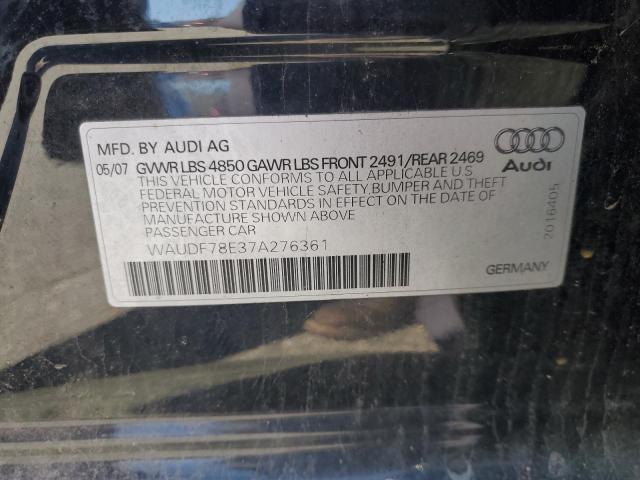 MFD. BY AUDI AG
05/07 GVWR LBS 4850 GAWR LBS FRONT 2491/REAR 2469
THIS VEHICLE CONFORMS TO ALL APPLICABLE U.S
FEDERAL MOTOR VEHICLE SAFETY, BUMPER AND THEFT
PREVENTION STANDARDS IN EFFECT ON THE DATE OF
MANUFACTURE SHOWN ABOVE
PASSENGER CAR
WAUDF78E37A276361
Audi
2016405
GERMANY